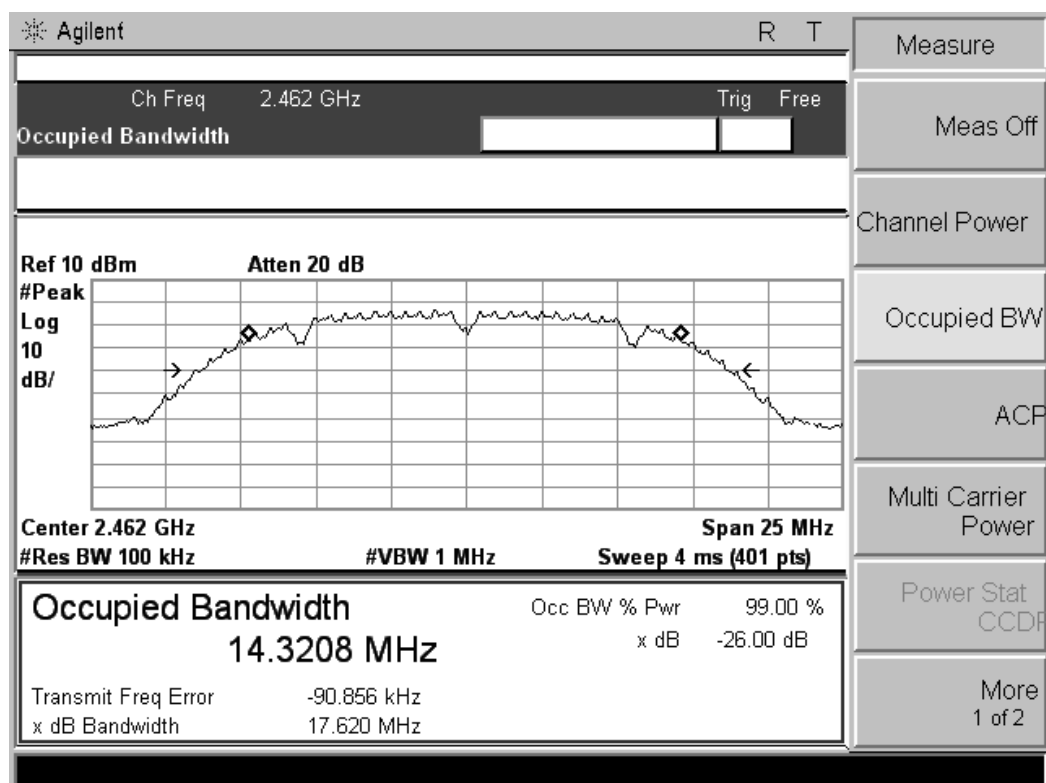 Agilent R T
Measure
Ch Freq 2.462 GHz Trig Free
Occupied Bandwidth
Meas Off
Channel Power
Ref 10 dBm Atten 20 dB
#Peak
Log
10
dB/
Occupied BW
ACP
Multi Carrier
Power
Center 2.462 GHz Span 25 MHz
#Res BW 100 kHz #VBW 1 MHz Sweep 4 ms (401 pts)
Occupied Bandwidth Occ BW % Pwr 99.00 %
14.3208 MHz x dB -26.00 dB
Power Stat
CCDF
Transmit Freq Error -90.856 kHz
x dB Bandwidth 17.620 MHz
More
1 of 2